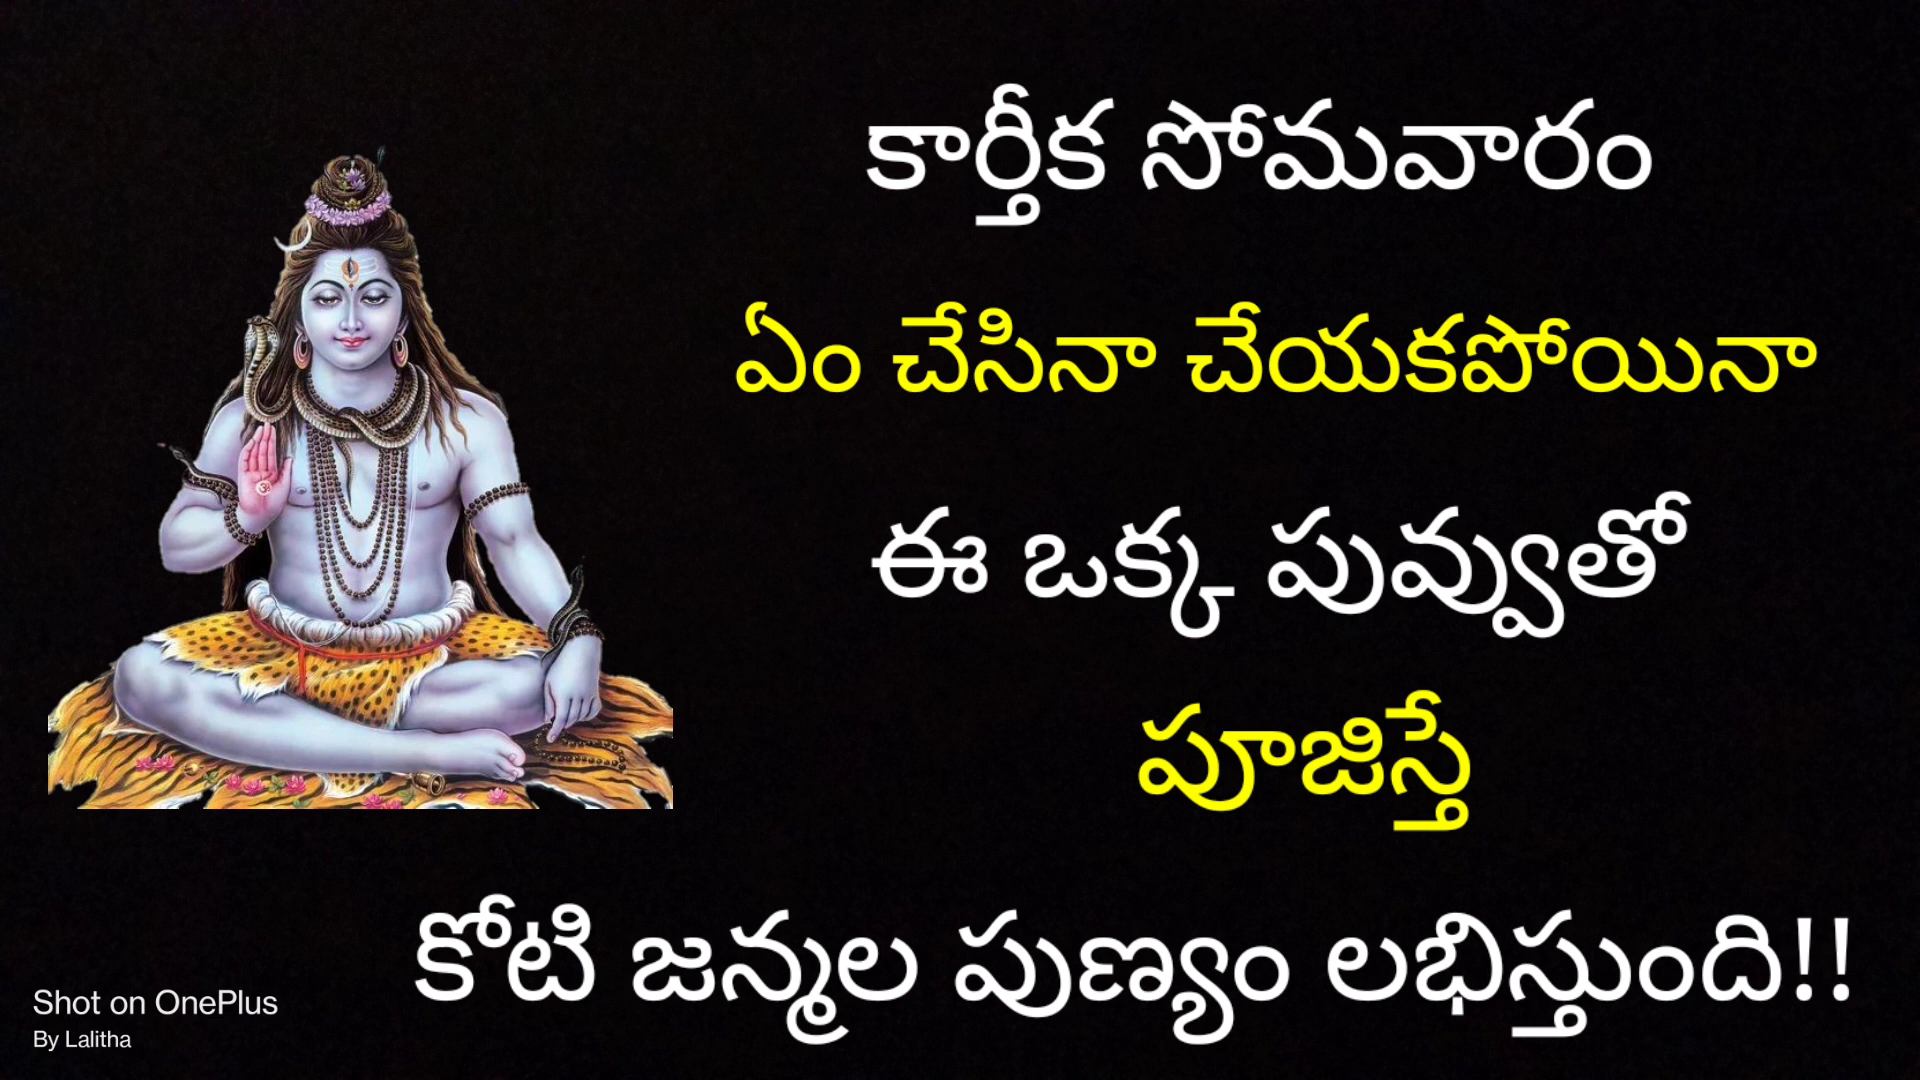 కార్తీక సోమవారం
ఏం చేసినా చేయకపోయినా
ఈ ఒక్క పువ్వుతో
పూజిస్తే
కోటి జన్మల పుణ్యం లభిస్తుంది!!
Shot on OnePlus
By Lalitha